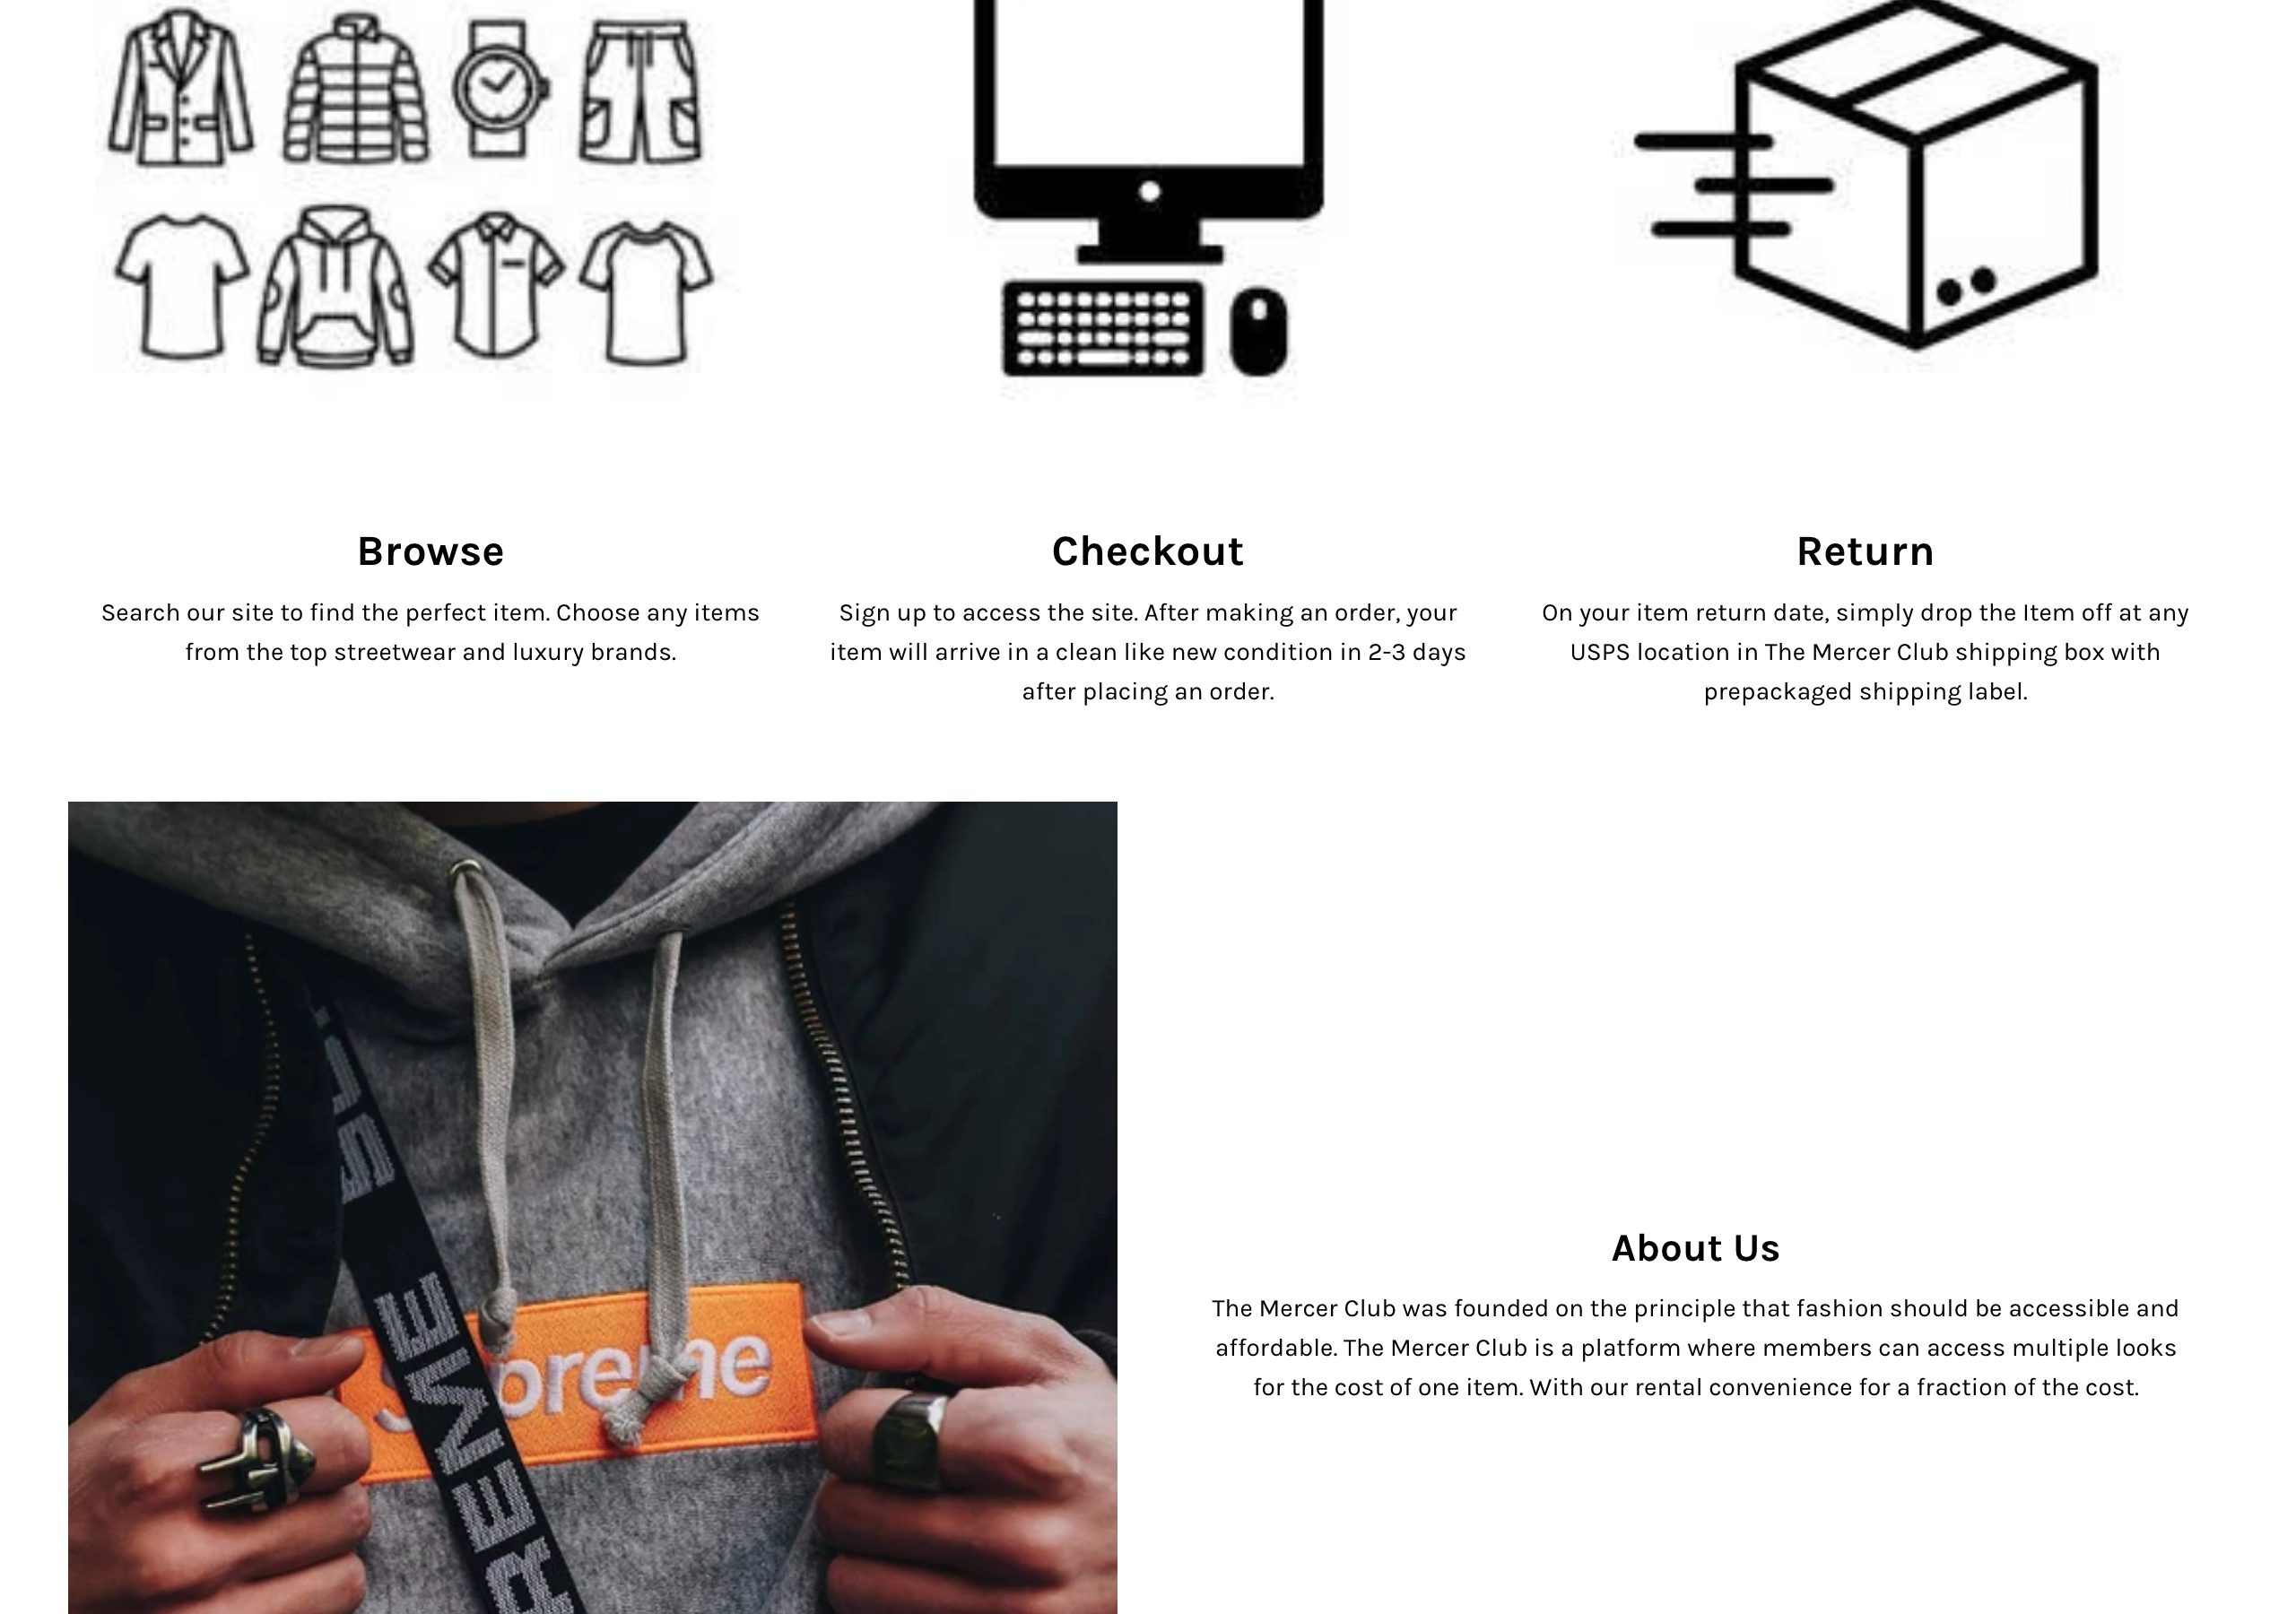 Browse
Search our site to find the perfect item. Choose any items
from the top streetwear and luxury brands.
Checkout
Sign up to access the site. After making an order, your
item will arrive in a clean like new condition in 2-3 days
after placing an order.
Return
On your item return date, simply drop the Item off at any
USPS location in The Mercer Club shipping box with
prepackaged shipping label.
REME
About Us
The Mercer Club was founded on the principle that fashion should be accessible and
affordable. The Mercer Club is a platform where members can access multiple looks
for the cost of one item. With our rental convenience for a fraction of the cost.